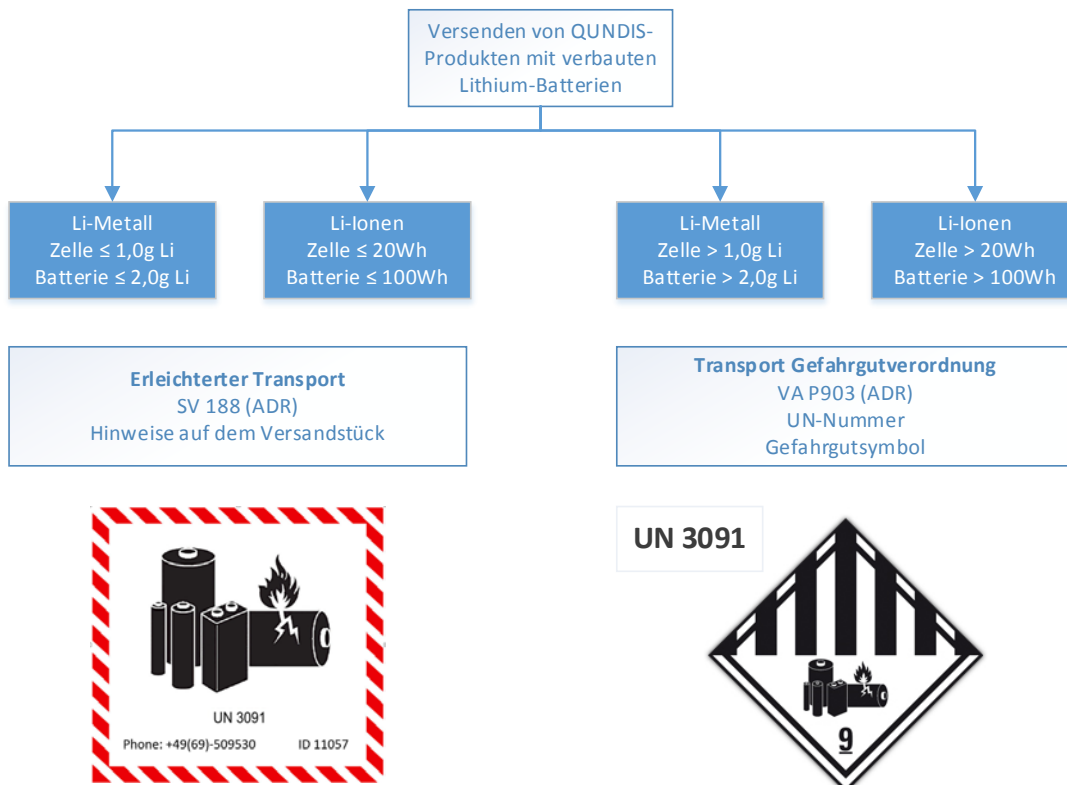 Versenden von QUNDIS-
Produkten mit verbauten
Lithium-Batterien
Li-Metall
Zelle ≤ 1,0g Li
Batterie ≤ 2,0g Li
Li-Ionen
Zelle ≤ 20Wh
Batterie ≤ 100Wh
Li-Metall
Zelle > 1,0g Li
Batterie > 2,0g Li
Li-Ionen
Zelle > 20Wh
Batterie > 100Wh
Erleichterter Transport
SV 188 (ADR)
Hinweise auf dem Versandstück
Transport Gefahrgutverordnung
VA P903 (ADR)
UN-Nummer
Gefahrgutsymbol
UN 3091
Phone: +49(69)-509530 ID 11057
UN 3091
9